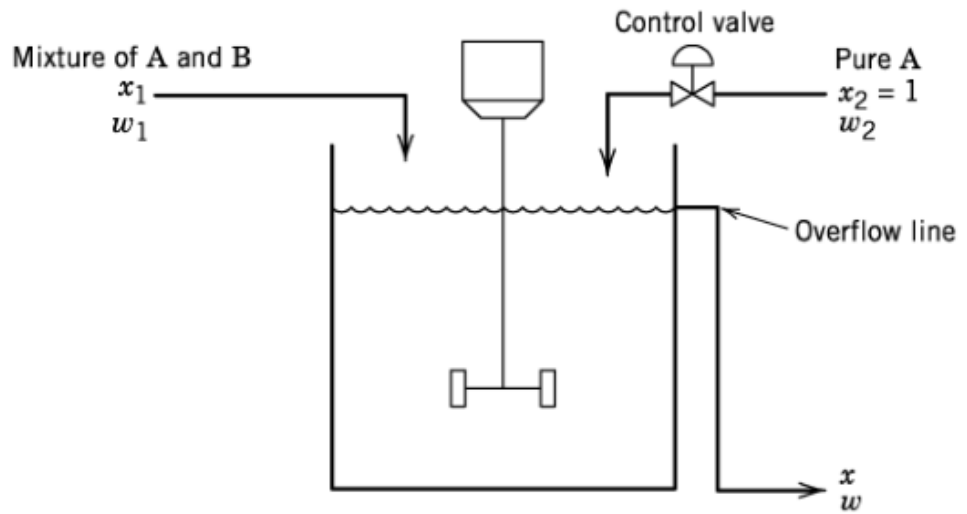 Control valve
Mixture of A and B
x1
w1
Pure A
x2 = 1
w2
Overflow line
x
w